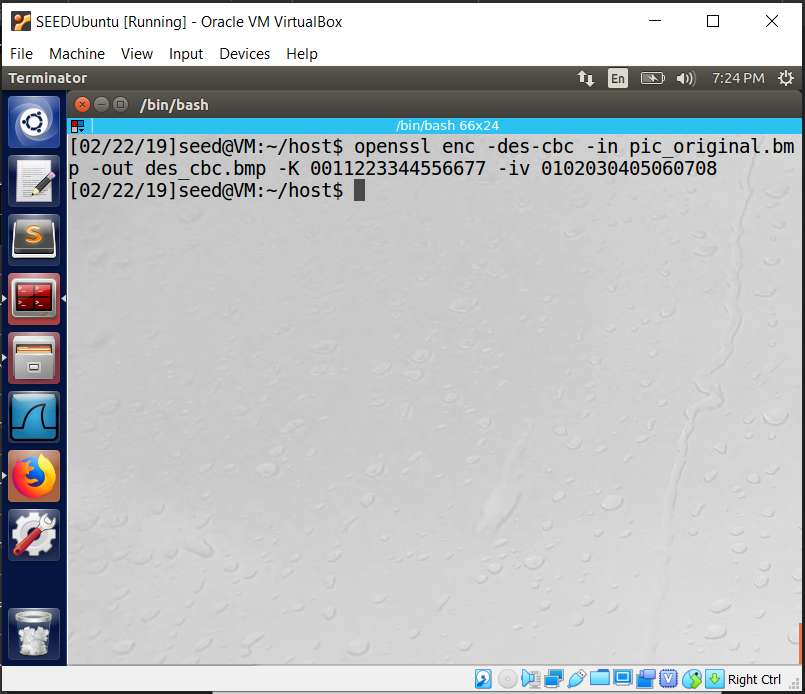 SEEDUbuntu [Running] - Oracle VM VirtualBox
File Machine View Input Devices Help
Terminator En 7:24 PM
/bin/bash
/bin/bash 66x24
[02/22/19]seed@VM:~/host$ openssl enc -des-cbc -in pic_original.bm
p -out des_cbc.bmp -K 0011223344556677 -iv 0102030405060708
[02/22/19]seed@VM:~/host$
Right Ctrl